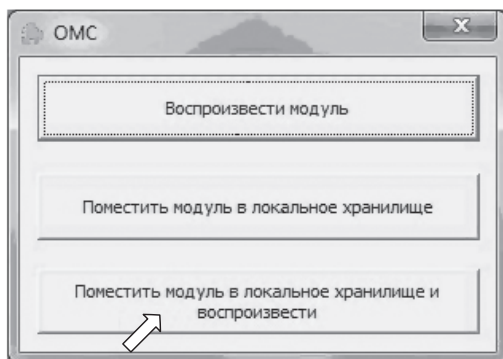 ОМС
Воспроизвести модуль
Поместить модуль в локальное хранилище
Поместить модуль в локальное хранилище и
воспроизвести